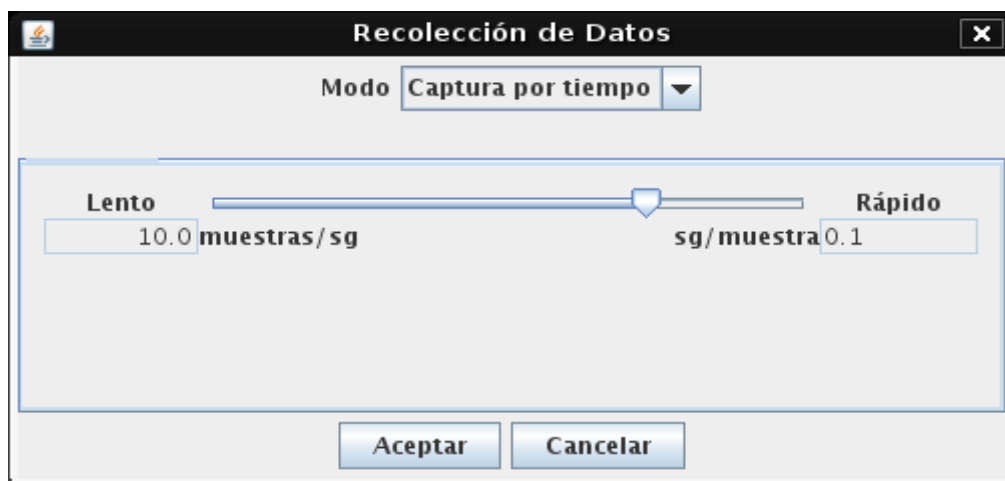 Recolección de Datos
Modo Captura por tiempo
Lento Rápido
10.0 muestras/sg sg/muestra 0.1
Aceptar Cancelar